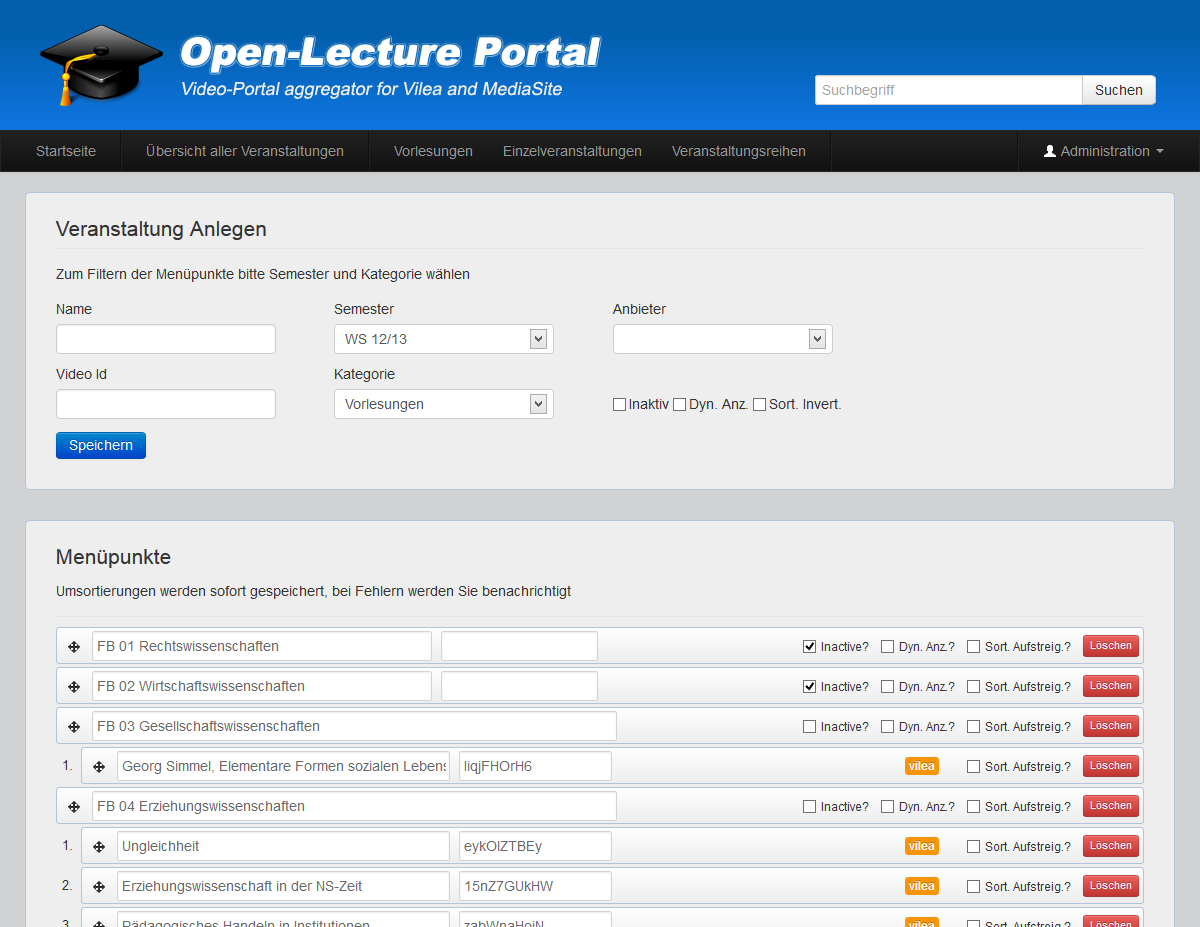 Open-Lecture Portal
Video-Portal aggregator for Vilea and MediaSite
Suchbegriff Suchen
Startseite Übersicht aller Veranstaltungen Vorlesungen Einzelveranstaltungen Veranstaltungsreihen Administration
Veranstaltung Anlegen
Zum Filtern der Menüpunkte bitte Semester und Kategorie wählen
Name Semester Anbieter
WS 12/13
Video Id Kategorie
Vorlesungen Inaktiv Dyn. Anz. Sort. Invert.
Speichern
Menüpunkte
Umsortierungen werden sofort gespeichert, bei Fehlern werden Sie benachrichtigt
FB 01 Rechtswissenschaften Inactive? Dyn. Anz.? Sort. Aufstreig.? Löschen
FB 02 Wirtschaftswissenschaften Inactive? Dyn. Anz.? Sort. Aufstreig.? Löschen
FB 03 Gesellschaftswissenschaften Inactive? Dyn. Anz.? Sort. Aufstreig.? Löschen
1. Georg Simmel, Elementare Formen sozialen Lebens vilea Sort. Aufstreig.? Löschen
FB 04 Erziehungswissenschaften Inactive? Dyn. Anz.? Sort. Aufstreig.? Löschen
1. Ungleichheit vilea Sort. Aufstreig.? Löschen
2. Erziehungswissenschaft in der NS-Zeit 15nZ7GUkHW vilea Sort. Aufstreig.? Löschen
3. Pädagogisches Handeln in Institutionen vilea Sort. Aufstreig.? Löschen